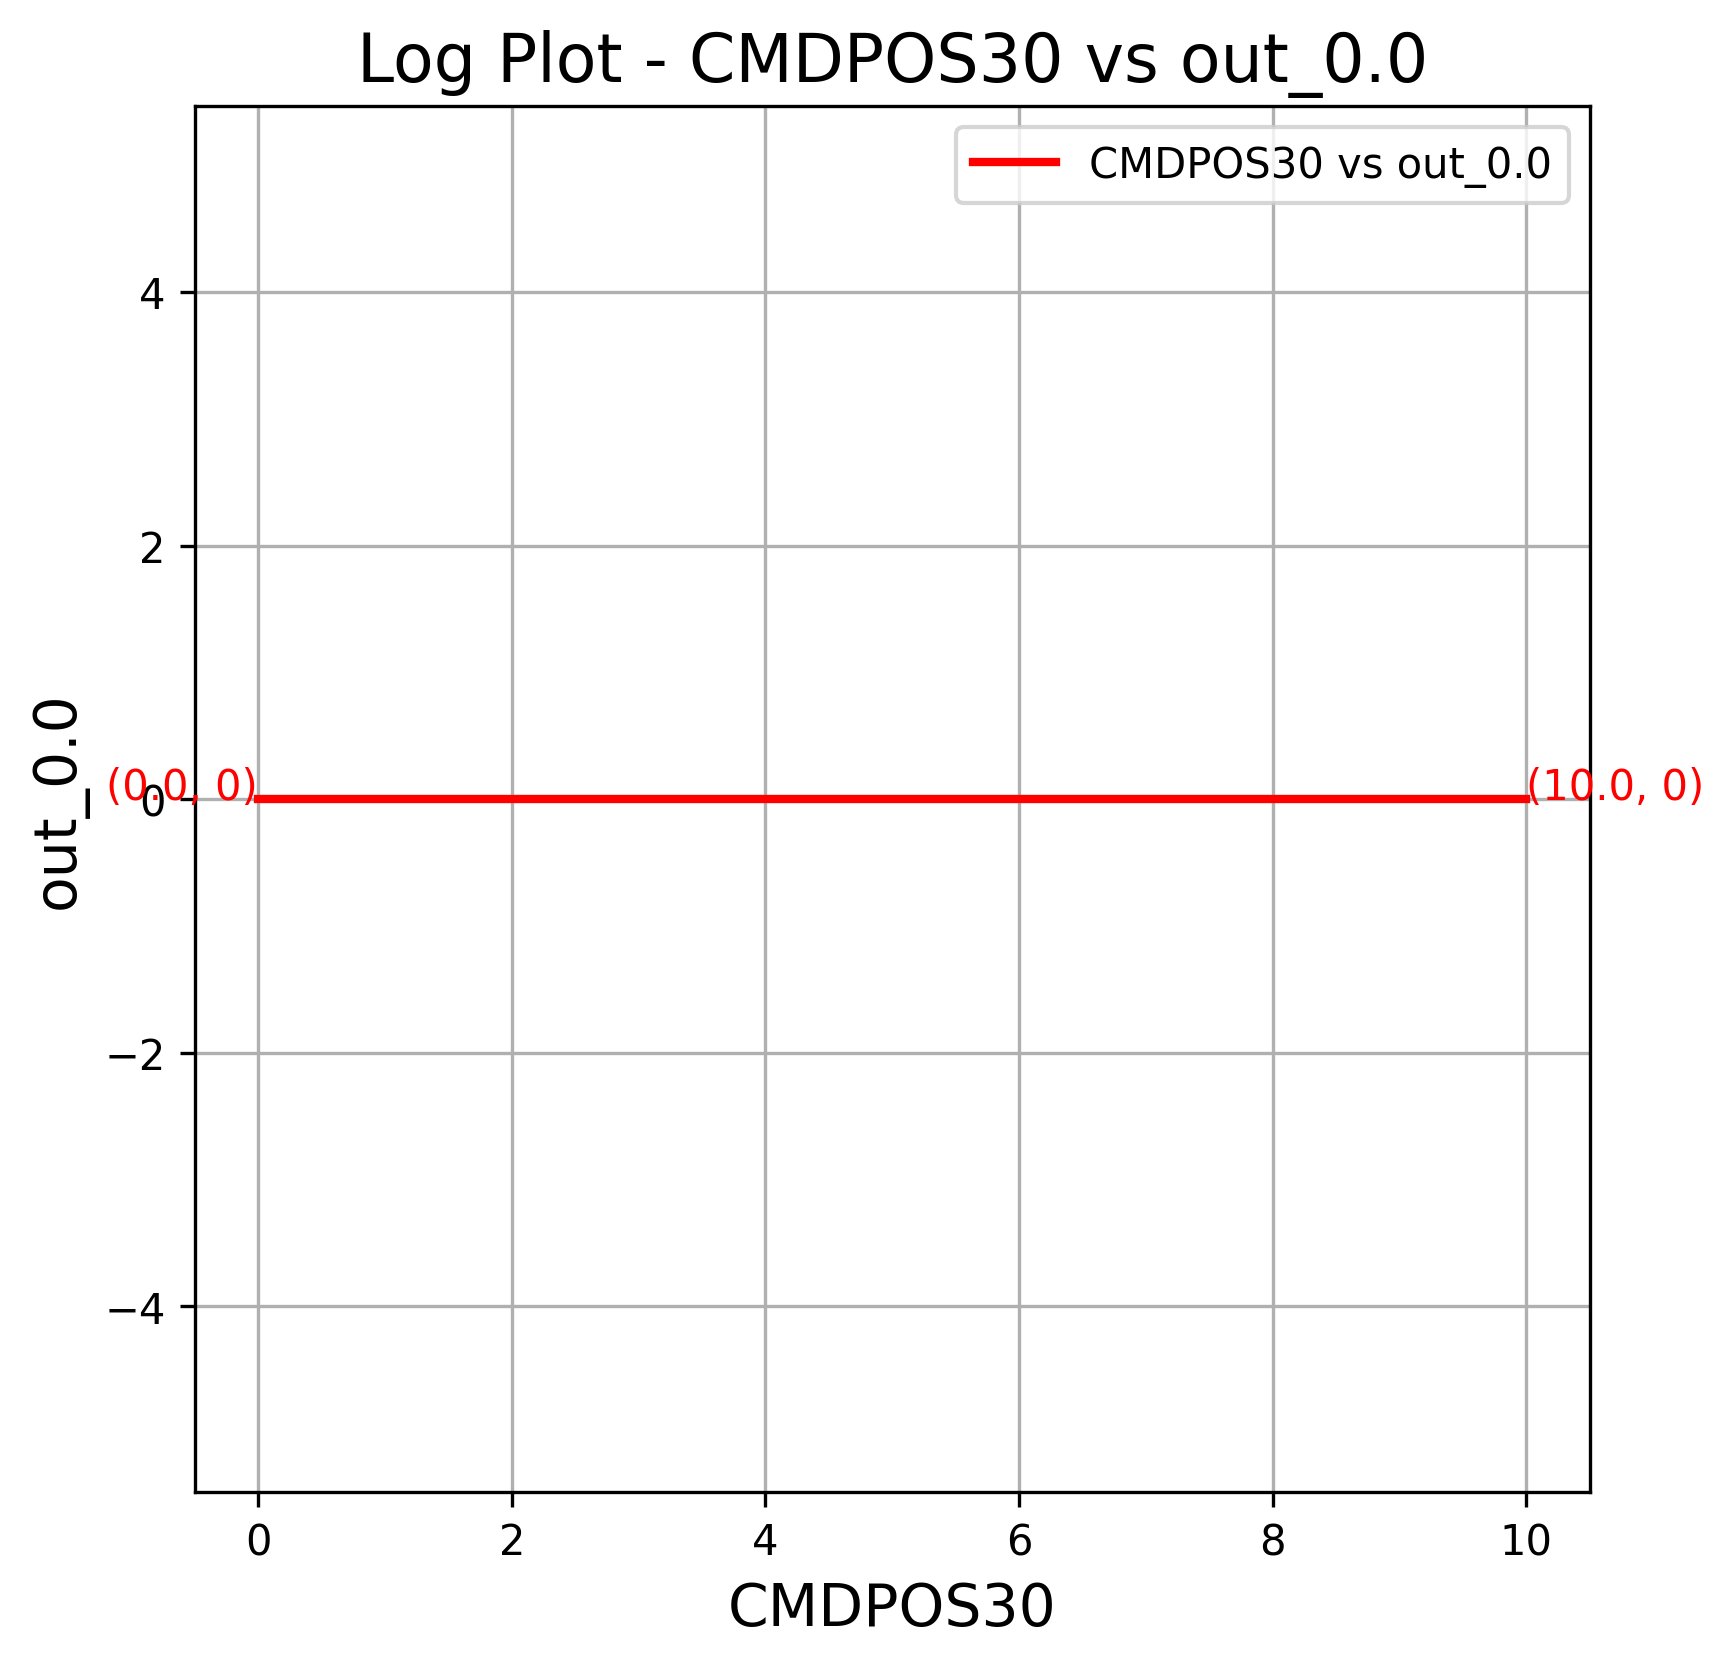 Log Plot - CMDPOS30 vs out_0.0
CMDPOS30 vs out_0.0
4
2
(0.0, 0)
0
(10.0, 0)
−2
−4
out_0.0
0 2 4 6 8 10
CMDPOS30